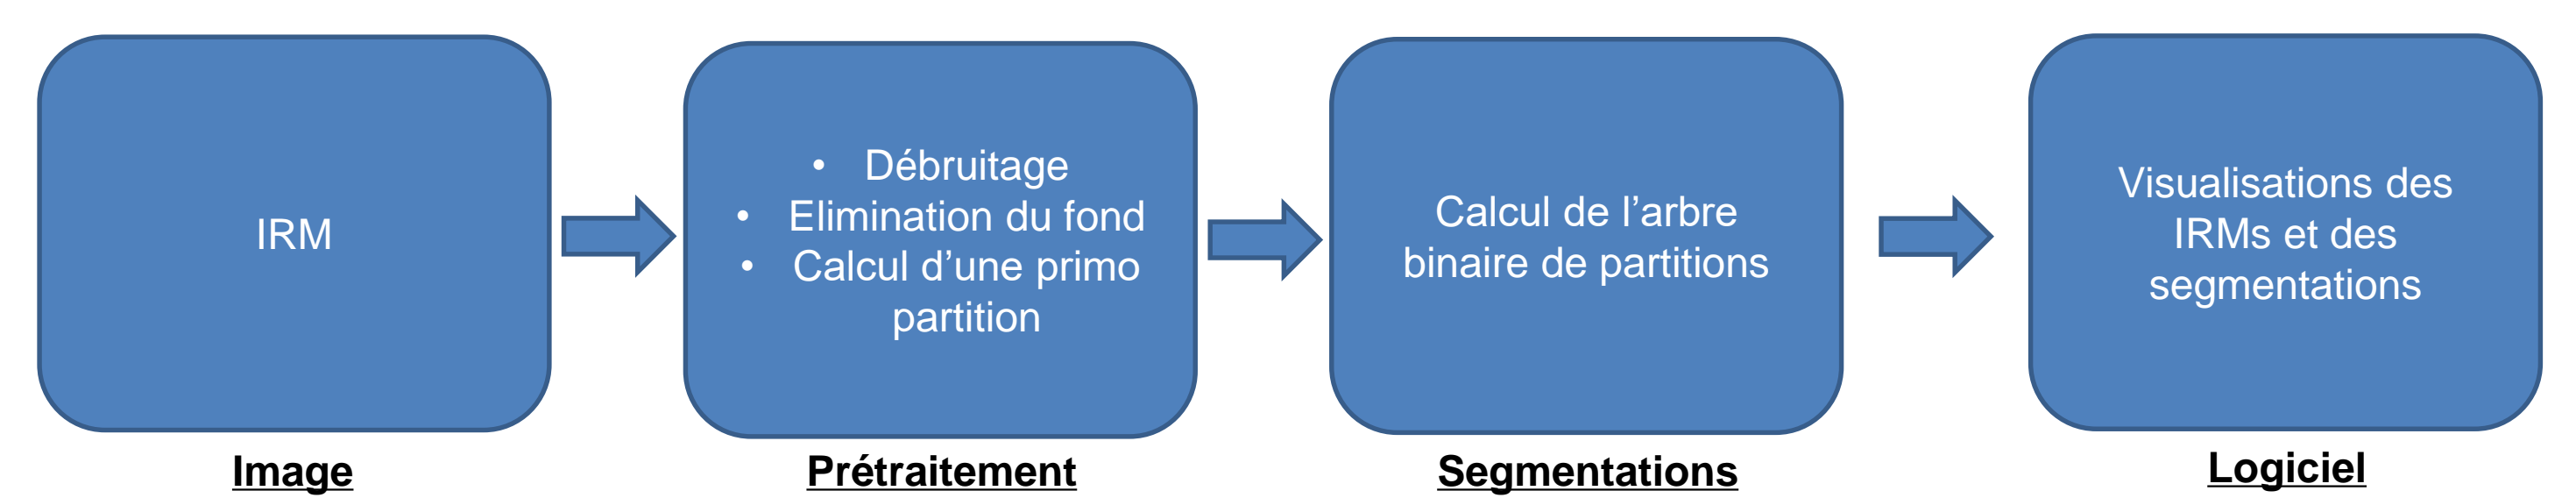 IRM
• Débruitage
• Elimination du fond
• Calcul d’une primo
partition
Calcul de l’arbre
binaire de partitions
Visualisations des
IRMs et des
segmentations
Image
Prétraitement
Segmentations
Logiciel